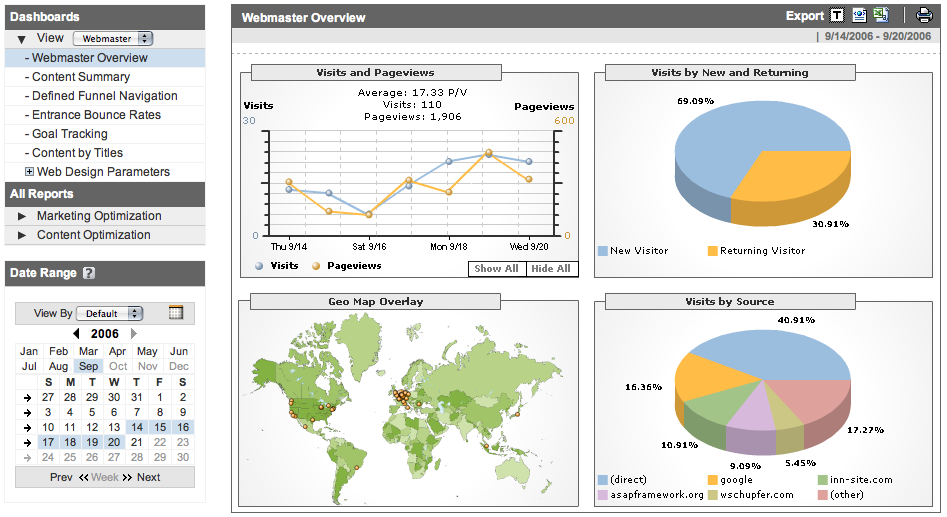 Dashboards
View Webmaster
- Webmaster Overview
- Content Summary
- Defined Funnel Navigation
- Entrance Bounce Rates
- Goal Tracking
- Content by Titles
Web Design Parameters
All Reports
Marketing Optimization
Content Optimization
Date Range ?
View By Default
2006
Jan Feb Mar Apr May Jun
Jul Aug Sep Oct Nov Dec
S M T W T F S
27 28 29 30 31 1 2
3 4 5 6 7 8 9
10 11 12 13 14 15 16
17 18 19 20 21 22 23
24 25 26 27 28 29 30
Prev Week Next
Webmaster Overview
Export T
| 9/14/2006 - 9/20/2006
Visits and Pageviews
Average: 17.33 P/V
Visits: 110
Pageviews: 1,906
Visits Pageviews
30 600
0 0
Thu 9/14 Sat 9/16 Mon 9/18 Wed 9/20
Visits Pageviews
Show All Hide All
Visits by New and Returning
69.09%
30.91%
New Visitor Returning Visitor
Geo Map Overlay
Visits by Source
40.91%
16.36%
17.27%
10.91%
9.09%
5.45%
(direct) google inn-site.com
asapframework.org wschupfer.com (other)